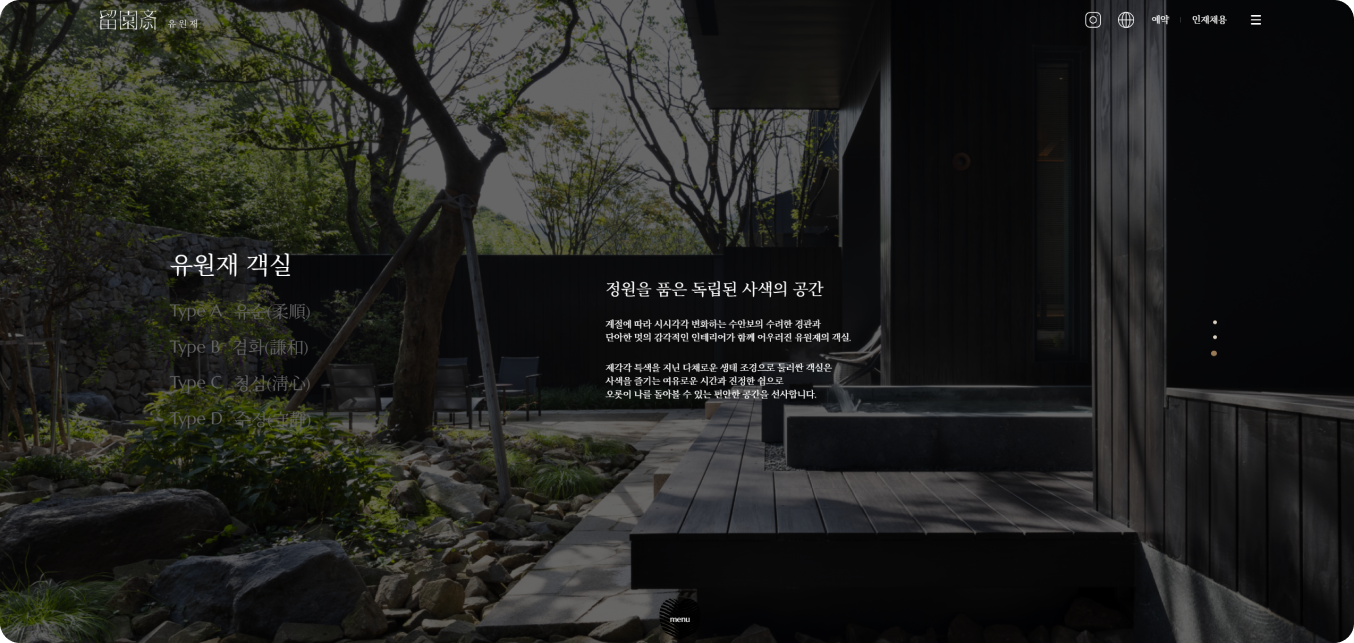 留園斎 유원재
예약
인재채용
유원재 객실
Type A 유순(柔順)
Type B 겸화(謙和)
Type C 청심(淸心)
Type D 수정(守靜)
정원을 품은 독립된 사색의 공간
계절에 따라 시시각각 변화하는 수안보의 수려한 경관과
단아한 멋의 감각적인 인테리어가 함께 어우러진 유원재의 객실.
제각각 특색을 지닌 다채로운 생태 조경으로 둘러싼 객실은
사색을 즐기는 여유로운 시간과 진정한 쉼으로
오롯이 나를 돌아볼 수 있는 편안한 공간을 선사합니다.
menu